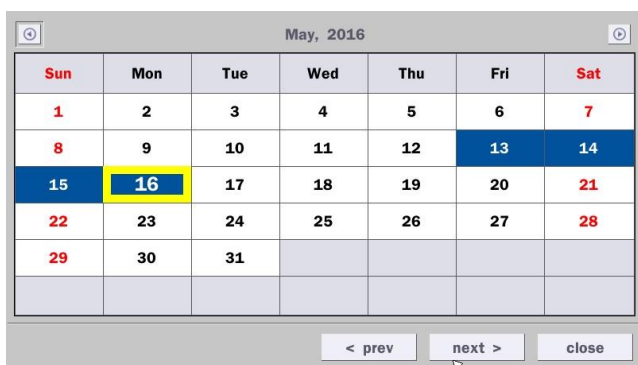 May, 2016
Sun Mon Tue Wed Thu Fri Sat
1 2 3 4 5 6 7
8 9 10 11 12 13 14
15 16 17 18 19 20 21
22 23 24 25 26 27 28
29 30 31
< prev next > close